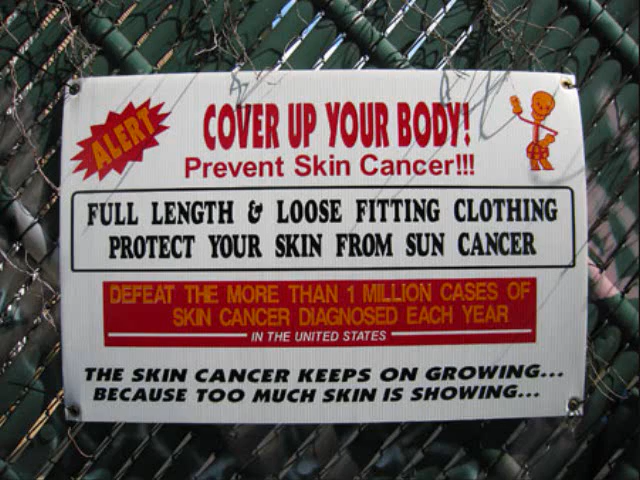 ALERT
COVER UP YOUR BODY!
Prevent Skin Cancer!!!
FULL LENGTH & LOOSE FITTING CLOTHING
PROTECT YOUR SKIN FROM SUN CANCER
DEFEAT THE MORE THAN 1 MILLION CASES OF
SKIN CANCER DIAGNOSED EACH YEAR
IN THE UNITED STATES
THE SKIN CANCER KEEPS ON GROWING...
BECAUSE TOO MUCH SKIN IS SHOWING...